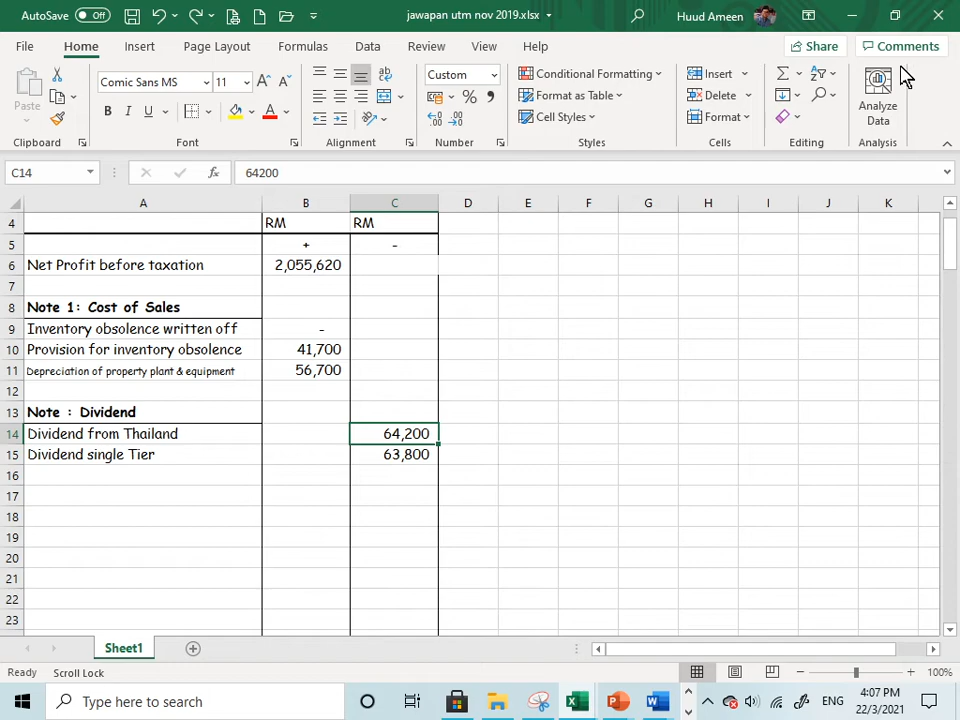 AutoSave Off jawapan utm nov 2019.xlsx Huud Ameen
File Home Insert Page Layout Formulas Data Review View Help Share Comments
Paste Comic Sans MS 11 Custom Conditional Formatting Insert
B I U A Format as Table Delete Analyze Data
Cell Styles Format
Clipboard Font Alignment Number Styles Cells Editing Analysis
C14 fx 64200
A B C D E F G H I J K
4 RM RM
5 + -
6 Net Profit before taxation 2,055,620
7
8 Note 1: Cost of Sales
9 Inventory obsolence written off -
10 Provision for inventory obsolence 41,700
11 Depreciation of property plant & equipment 56,700
12
13 Note : Dividend
14 Dividend from Thailand 64,200
15 Dividend single Tier 63,800
16
17
18
19
20
21
22
23
Sheet1
Ready Scroll Lock 100%
Type here to search ENG 4:07 PM
22/3/2021